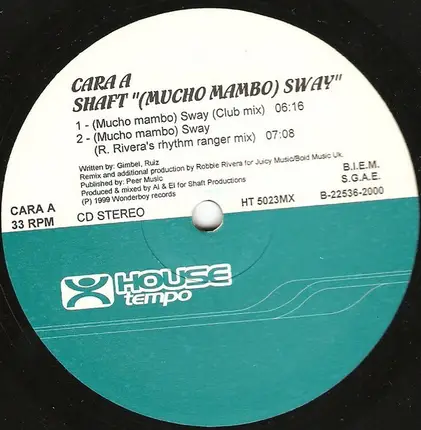 CARA A
SHAFT "(MUCHO MAMBO) SWAY"
1 - (Mucho mambo) Sway (Club mix) 06:16
2 - (Mucho mambo) Sway
(R. Rivera's rhythm ranger mix) 07:08
Written by: Gimbel, Ruiz
Remix and additional production by Robbie Rivera for Juicy Music/Bold Music Uk.
Published by: Peer Music
Produced & mixed by Al & El for Shaft Productions
(P) 1999 Wonderboy records
B.I.E.M.
S.G.A.E.
CARA A
33 RPM
CD STEREO
HT 5023MX
B-22536-2000
HOUSE
tempo